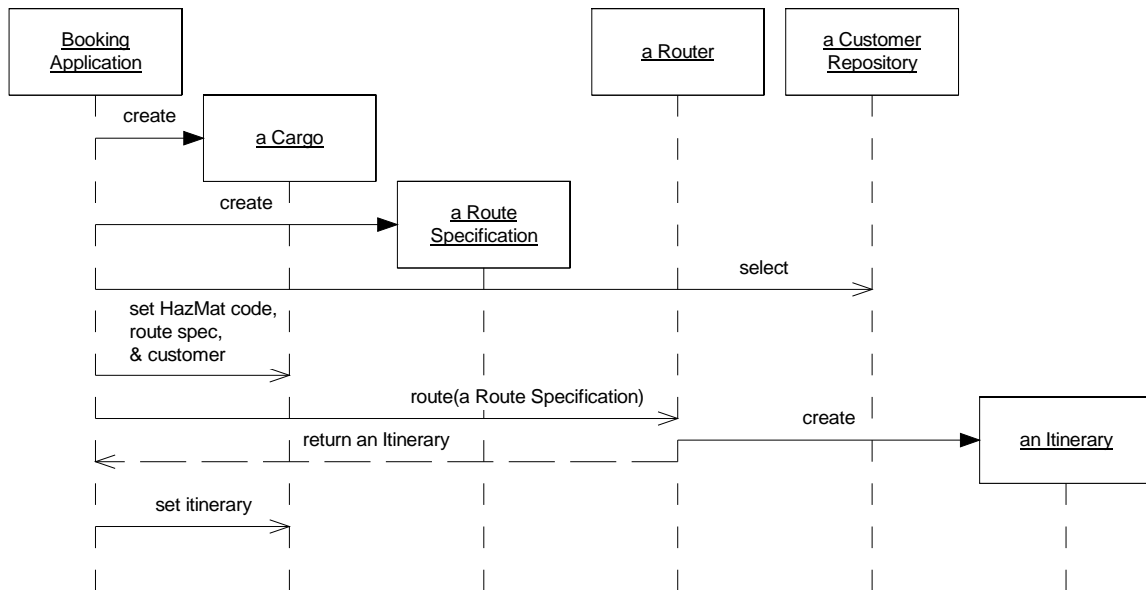 Booking
Application
a Router
a Customer
Repository
create
a Cargo
create
a Route
Specification
select
set HazMat code,
route spec,
& customer
route(a Route Specification)
create
return an Itinerary
an Itinerary
set itinerary